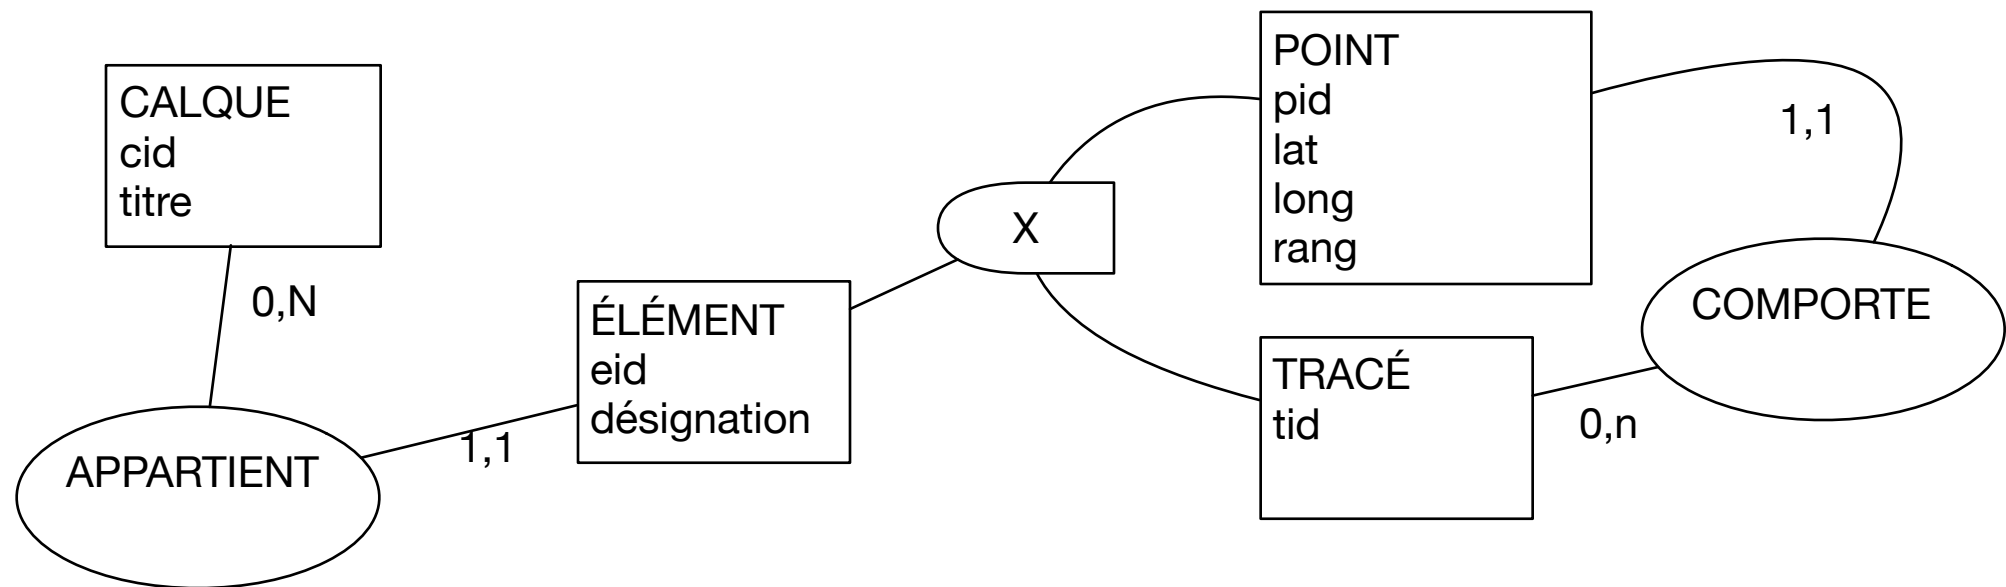 CALQUE
cid
titre
0,N
APPARTIENT
1,1
ÉLÉMENT
eid
désignation
X
POINT
pid
lat
long
rang
1,1
COMPORTE
TRACÉ
tid
0,n